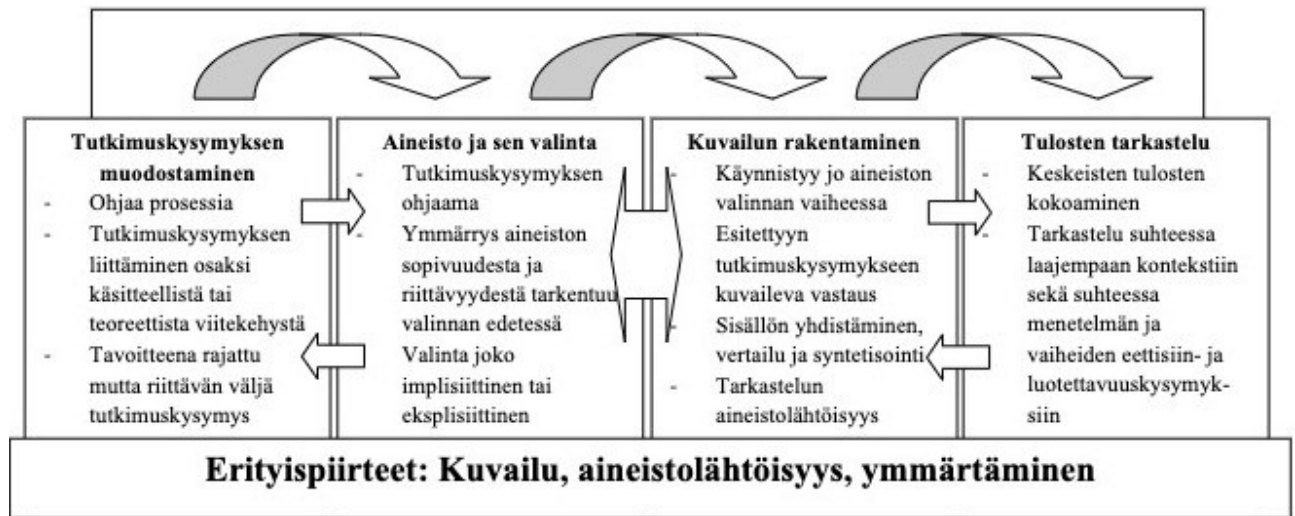 Tutkimuskysymyksen
muodostaminen
- Ohjaa prosessia
- Tutkimuskysymyksen
liittäminen osaksi
käsitteellistä tai
teoreettista viitekehystä
- Tavoitteena rajattu
mutta riittävän väljä
tutkimuskysymys
Aineisto ja sen valinta
- Tutkimuskysymyksen
ohjaama
- Ymmärrys aineiston
sopivuudesta ja
riittävyydestä tarkentuu
valinnan edetessä
- Valinta joko
implisiittinen tai
eksplisiittinen
Kuvailun rakentaminen
- Käynnistyy jo aineiston
valinnan vaiheessa
- Esitettyyn
tutkimuskysymykseen
kuvaileva vastaus
- Sisällön yhdistäminen,
vertailu ja syntetisointi
- Tarkastelun
aineistolähtöisyys
Tulosten tarkastelu
- Keskeisten tulosten
kokoaminen
- Tarkastelu suhteessa
laajempaan kontekstiin
sekä suhteessa
menetelmän ja
vaiheiden eettisiin- ja
luotettavuuskysymyk-
siin
Erityispiirteet: Kuvailu, aineistolähtöisyys, ymmärtäminen